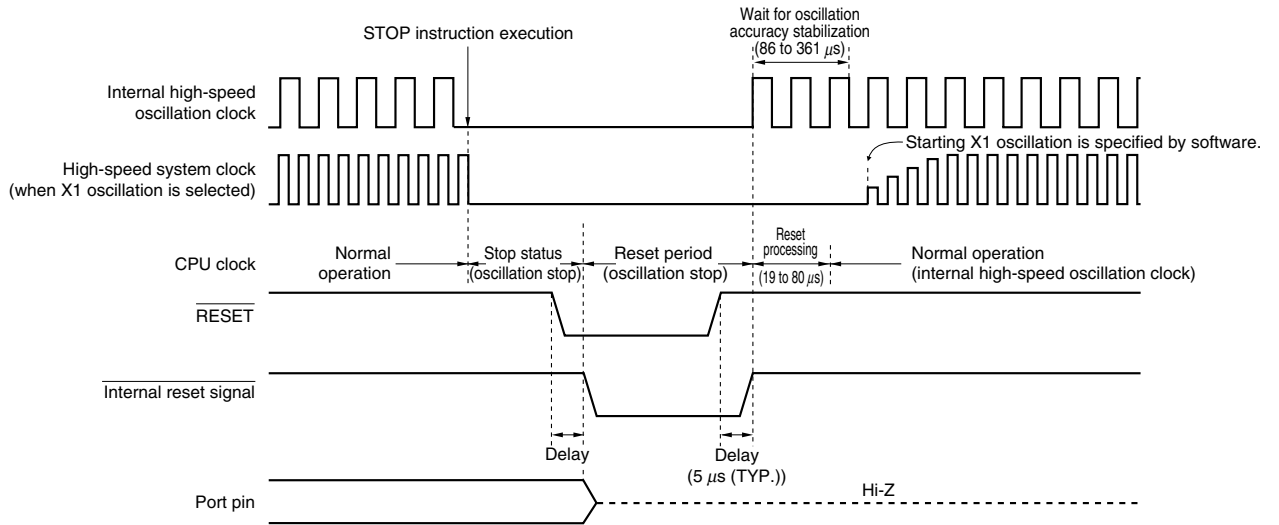 Wait for oscillation
accuracy stabilization
(86 to 361 μs)
STOP instruction execution
Internal high-speed
oscillation clock
Starting X1 oscillation is specified by software.
High-speed system clock
(when X1 oscillation is selected)
CPU clock
Normal
operation
Stop status
(oscillation stop)
Reset period
(oscillation stop)
Reset
processing
(19 to 80 μs)
Normal operation
(internal high-speed oscillation clock)
RESET
Internal reset signal
Delay
Delay
(5 μs (TYP.))
Port pin
Hi-Z